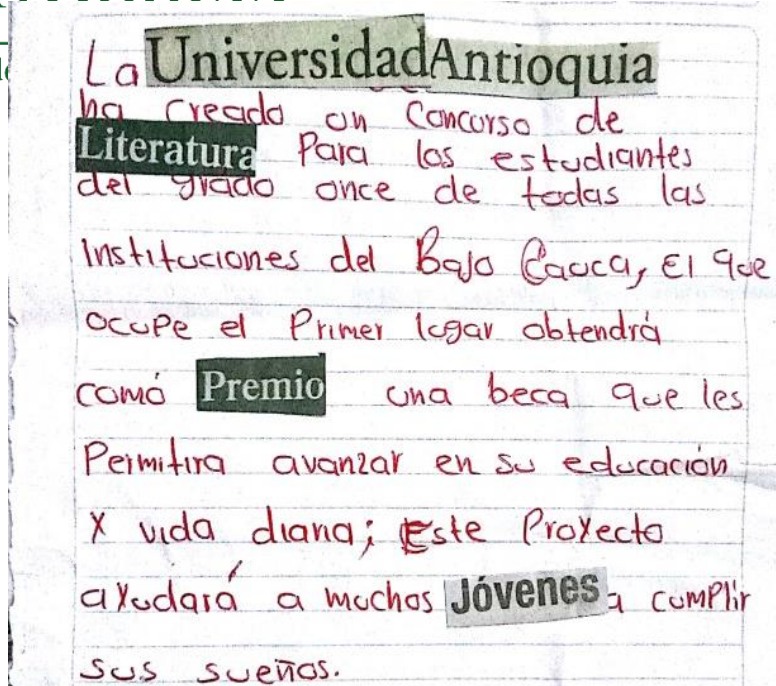 La Universidad Antioquia
ha creado un Concurso de
Literatura Para los estudiantes
del grado once de todas las
Instituciones del Bajo Cauca, El que
ocupe el Primer lugar obtendrá
comó Premio una beca que les
Permitira avanzar en su educación
y vida diaria; Este Proyecto
ayudará a muchos Jóvenes a cumplir
sus sueños.